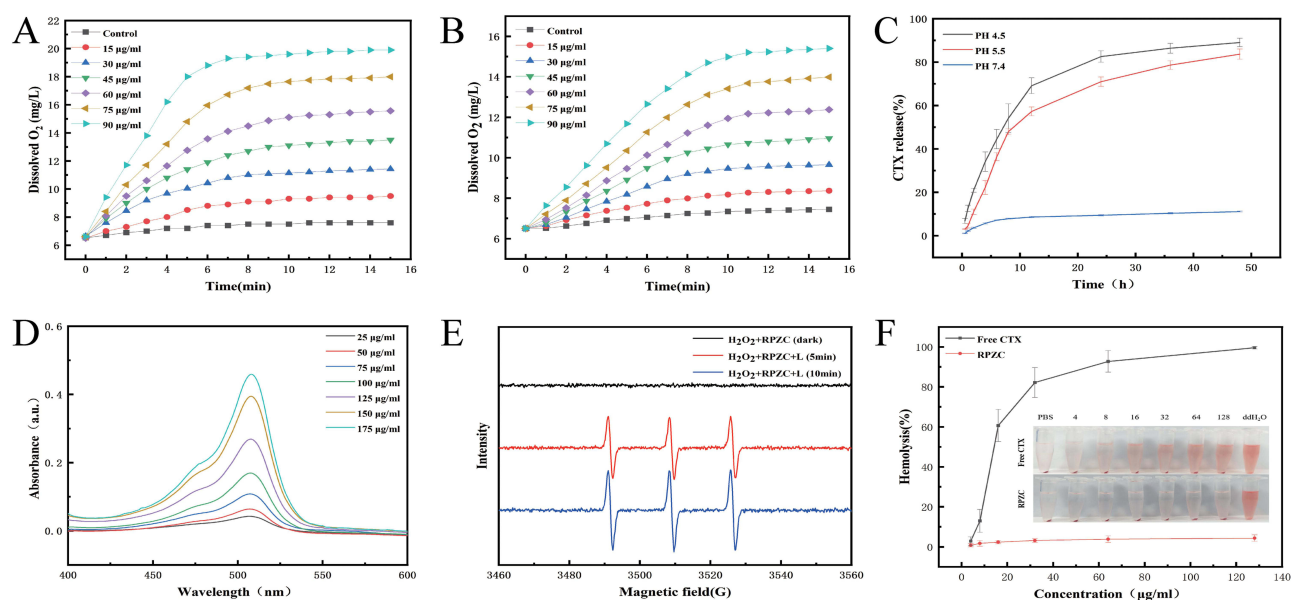 A
Dissolved O₂ (mg/L)
22
20
18
16
14
12
10
8
6
Control
15 μg/ml
30 μg/ml
45 μg/ml
60 μg/ml
75 μg/ml
90 μg/ml
0 2 4 6 8 10 12 14 16
Time(min)
B
Dissolved O₂ (mg/L)
16
14
12
10
8
6
Control
15 μg/ml
30 μg/ml
45 μg/ml
60 μg/ml
75 μg/ml
90 μg/ml
0 2 4 6 8 10 12 14 16
Time(min)
C
CTX release(%)
100
80
60
40
20
0
PH 4.5
PH 5.5
PH 7.4
0 10 20 30 40 50
Time（h）
D
Absorbance（a.u.）
0.6
0.4
0.2
0.0
25 μg/ml
50 μg/ml
75 μg/ml
100 μg/ml
125 μg/ml
150 μg/ml
175 μg/ml
400 450 500 550 600
Wavelength（nm）
E
Intensity
H₂O₂+RPZC (dark)
H₂O₂+RPZC+L (5min)
H₂O₂+RPZC+L (10min)
3460 3480 3500 3520 3540 3560
Magnetic field(G)
F
Hemolysis(%)
100
80
60
40
20
0
Free CTX
RPZC
PBS 4 8 16 32 64 128 ddH₂O
Free CTX
RPZC
0 20 40 60 80 100 120 140
Concentration（μg/ml）